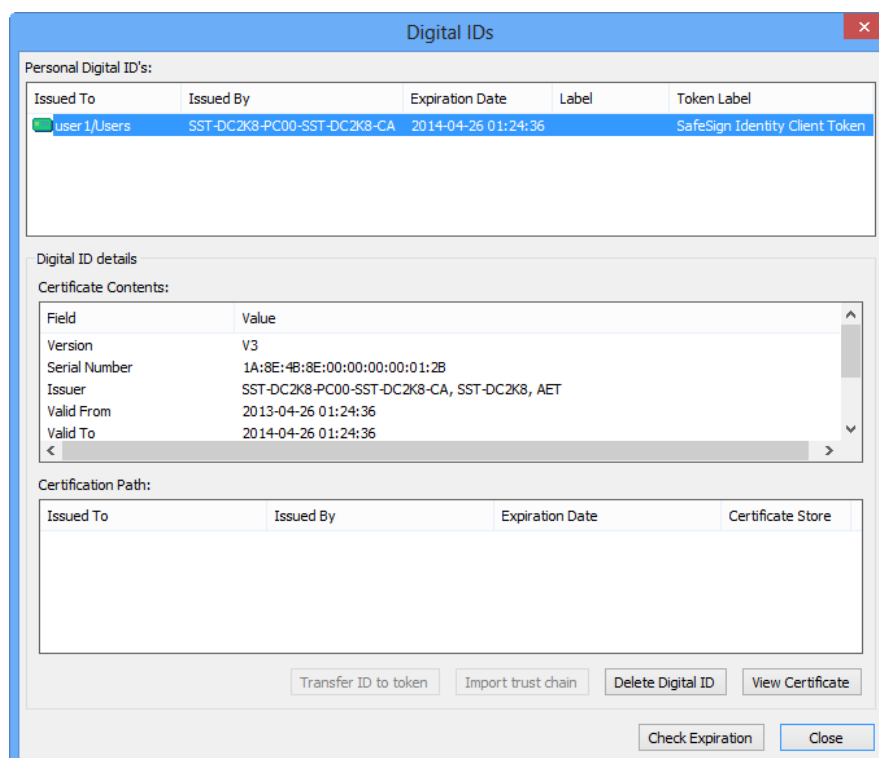 Digital IDs
Personal Digital ID's:
Issued To Issued By Expiration Date Label Token Label
user1/Users SST-DC2K8-PC00-SST-DC2K8-CA 2014-04-26 01:24:36 SafeSign Identity Client Token
Digital ID details
Certificate Contents:
Field Value
Version V3
Serial Number 1A:8E:4B:8E:00:00:00:00:01:2B
Issuer SST-DC2K8-PC00-SST-DC2K8-CA, SST-DC2K8, AET
Valid From 2013-04-26 01:24:36
Valid To 2014-04-26 01:24:36
Certification Path:
Issued To Issued By Expiration Date Certificate Store
Transfer ID to token Import trust chain Delete Digital ID View Certificate
Check Expiration Close